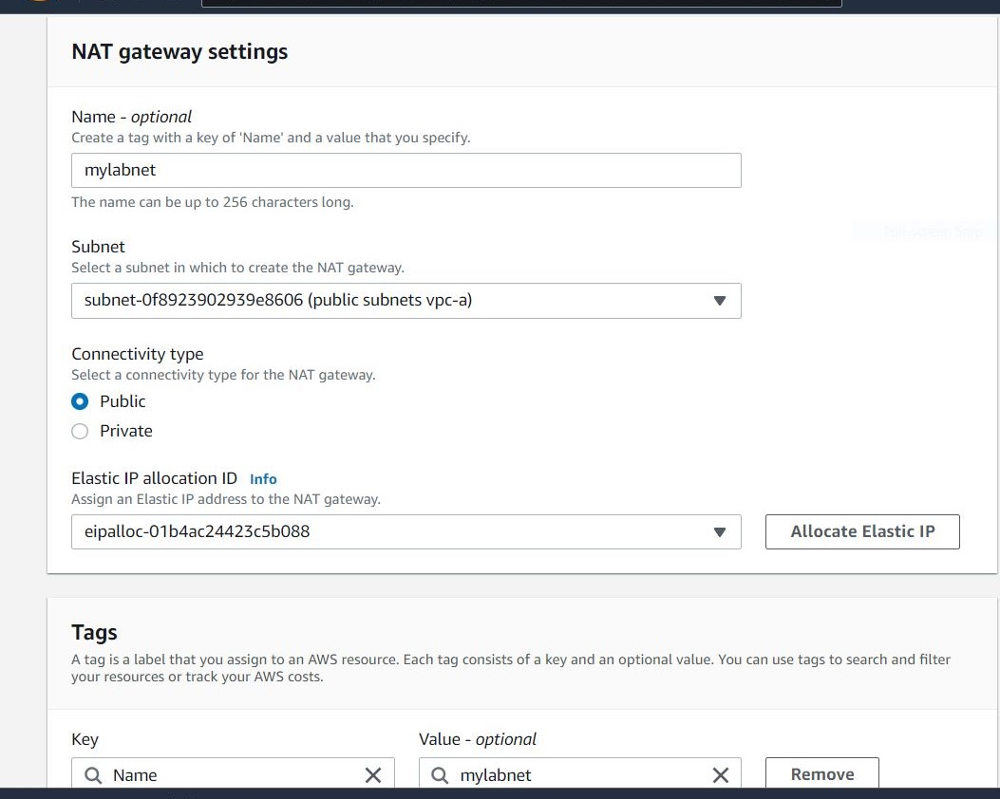 NAT gateway settings
Name - optional
Create a tag with a key of 'Name' and a value that you specify.
mylabnet
The name can be up to 256 characters long.
Subnet
Select a subnet in which to create the NAT gateway.
subnet-0f8923902939e8606 (public subnets vpc-a)
Connectivity type
Select a connectivity type for the NAT gateway.
Public
Private
Elastic IP allocation ID Info
Assign an Elastic IP address to the NAT gateway.
eipalloc-01b4ac24423c5b088 Allocate Elastic IP
Tags
A tag is a label that you assign to an AWS resource. Each tag consists of a key and an optional value. You can use tags to search and filter
your resources or track your AWS costs.
Key Value - optional
Name mylabnet Remove